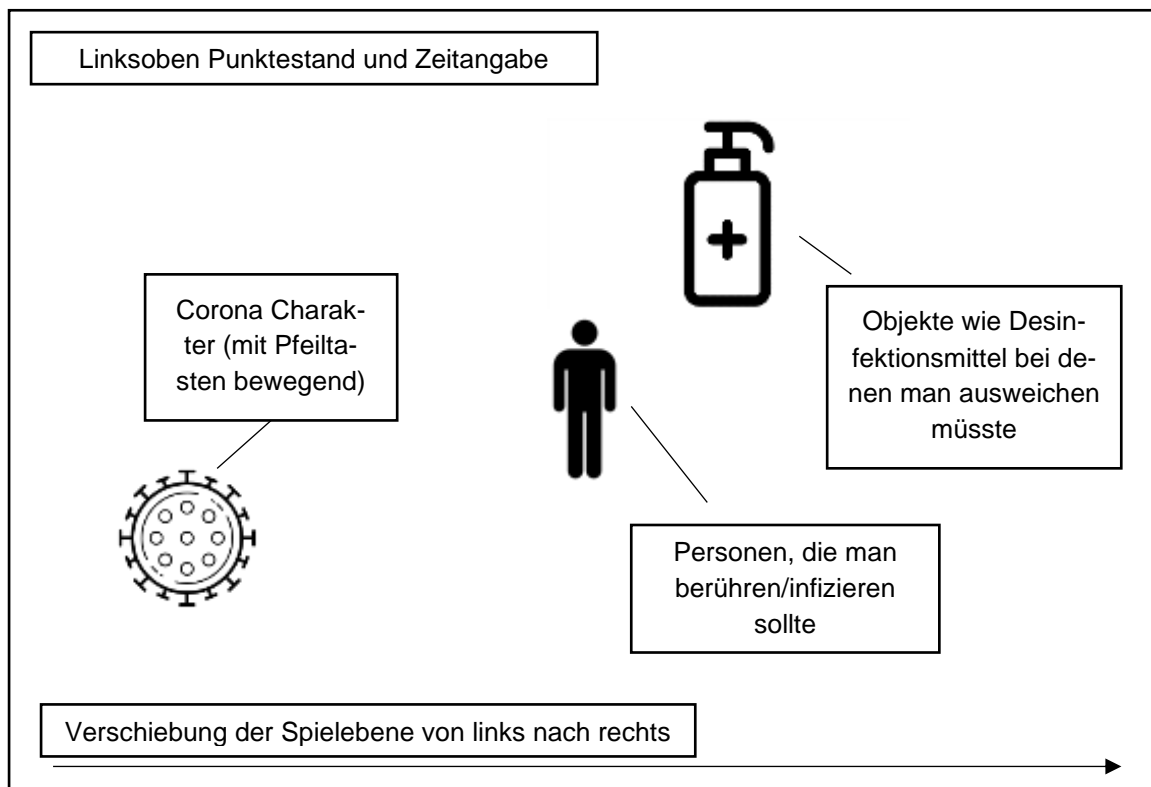 Linksoben Punktestand und Zeitangabe
Corona Charak-
ter (mit Pfeilta-
sten bewegend)
Objekte wie Desin-
fektionsmittel bei de-
nen man ausweichen
müsste
Personen, die man
berühren/infizieren
sollte
Verschiebung der Spielebene von links nach rechts